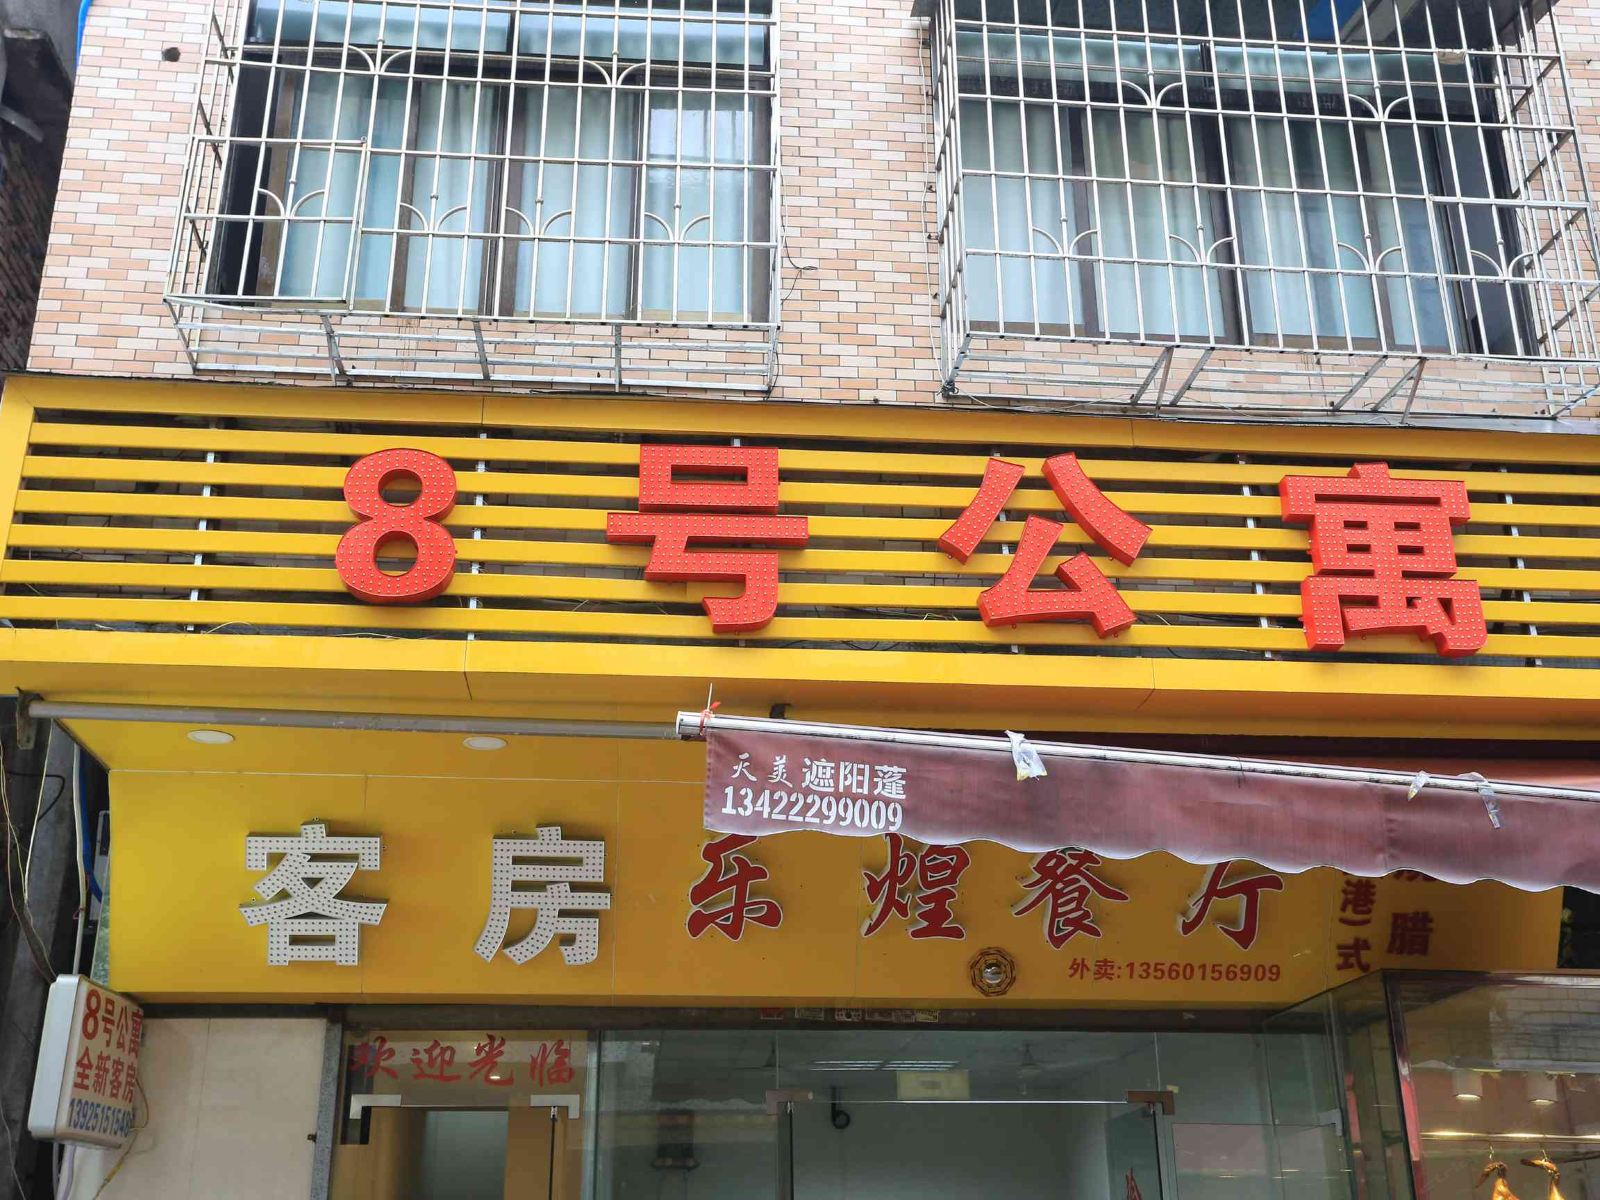 8号公寓
天美遮阳蓬
13422299009
客房
乐煌餐厅
外卖:13560156909
港式
腊
8号公寓
全新客房
1392515154
欢迎光临